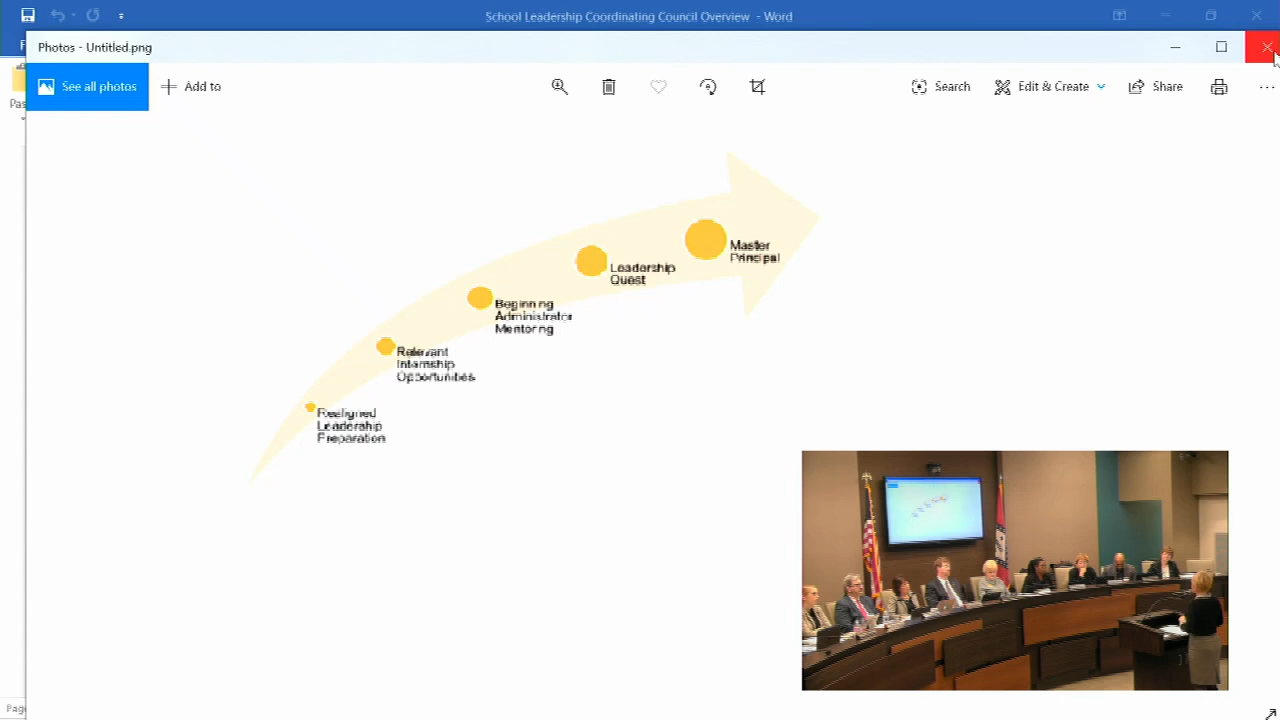 School Leadership Coordinating Council Overview - Word
Photos - Untitled.png
See all photos
Add to
Search
Edit & Create
Share
Master
Principal
Leadership
Quest
Beginning
Administrator
Mentoring
Relevant
Internship
Opportunities
Realigned
Leadership
Preparation